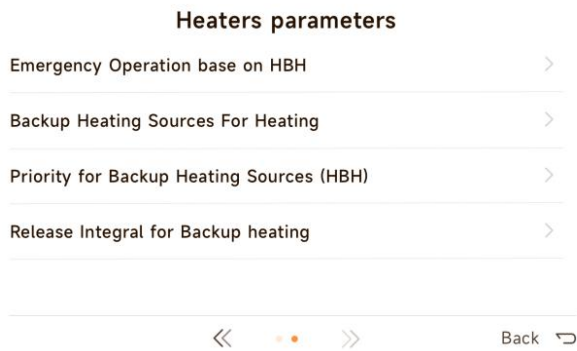 Heaters parameters
Emergency Operation base on HBH
Backup Heating Sources For Heating
Priority for Backup Heating Sources (HBH)
Release Integral for Backup heating
Back